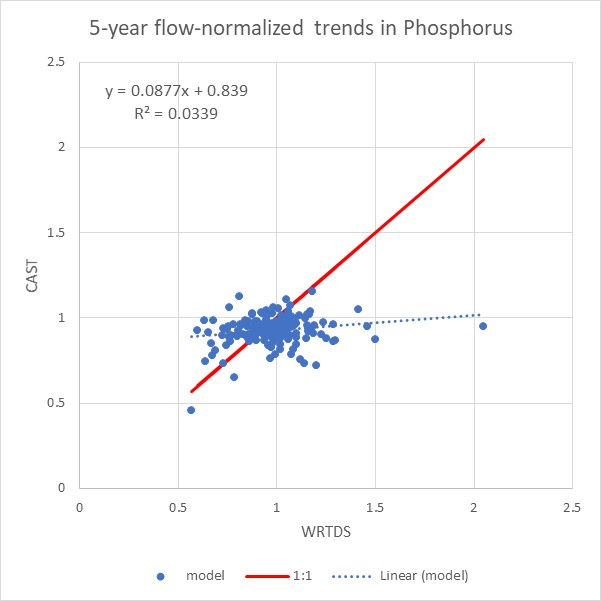 5-year flow-normalized trends in Phosphorus
y = 0.0877x + 0.839
R² = 0.0339
2.5
2
1.5
1
0.5
0
CAST
0 0.5 1 1.5 2 2.5
WRTDS
model 1:1 Linear (model)